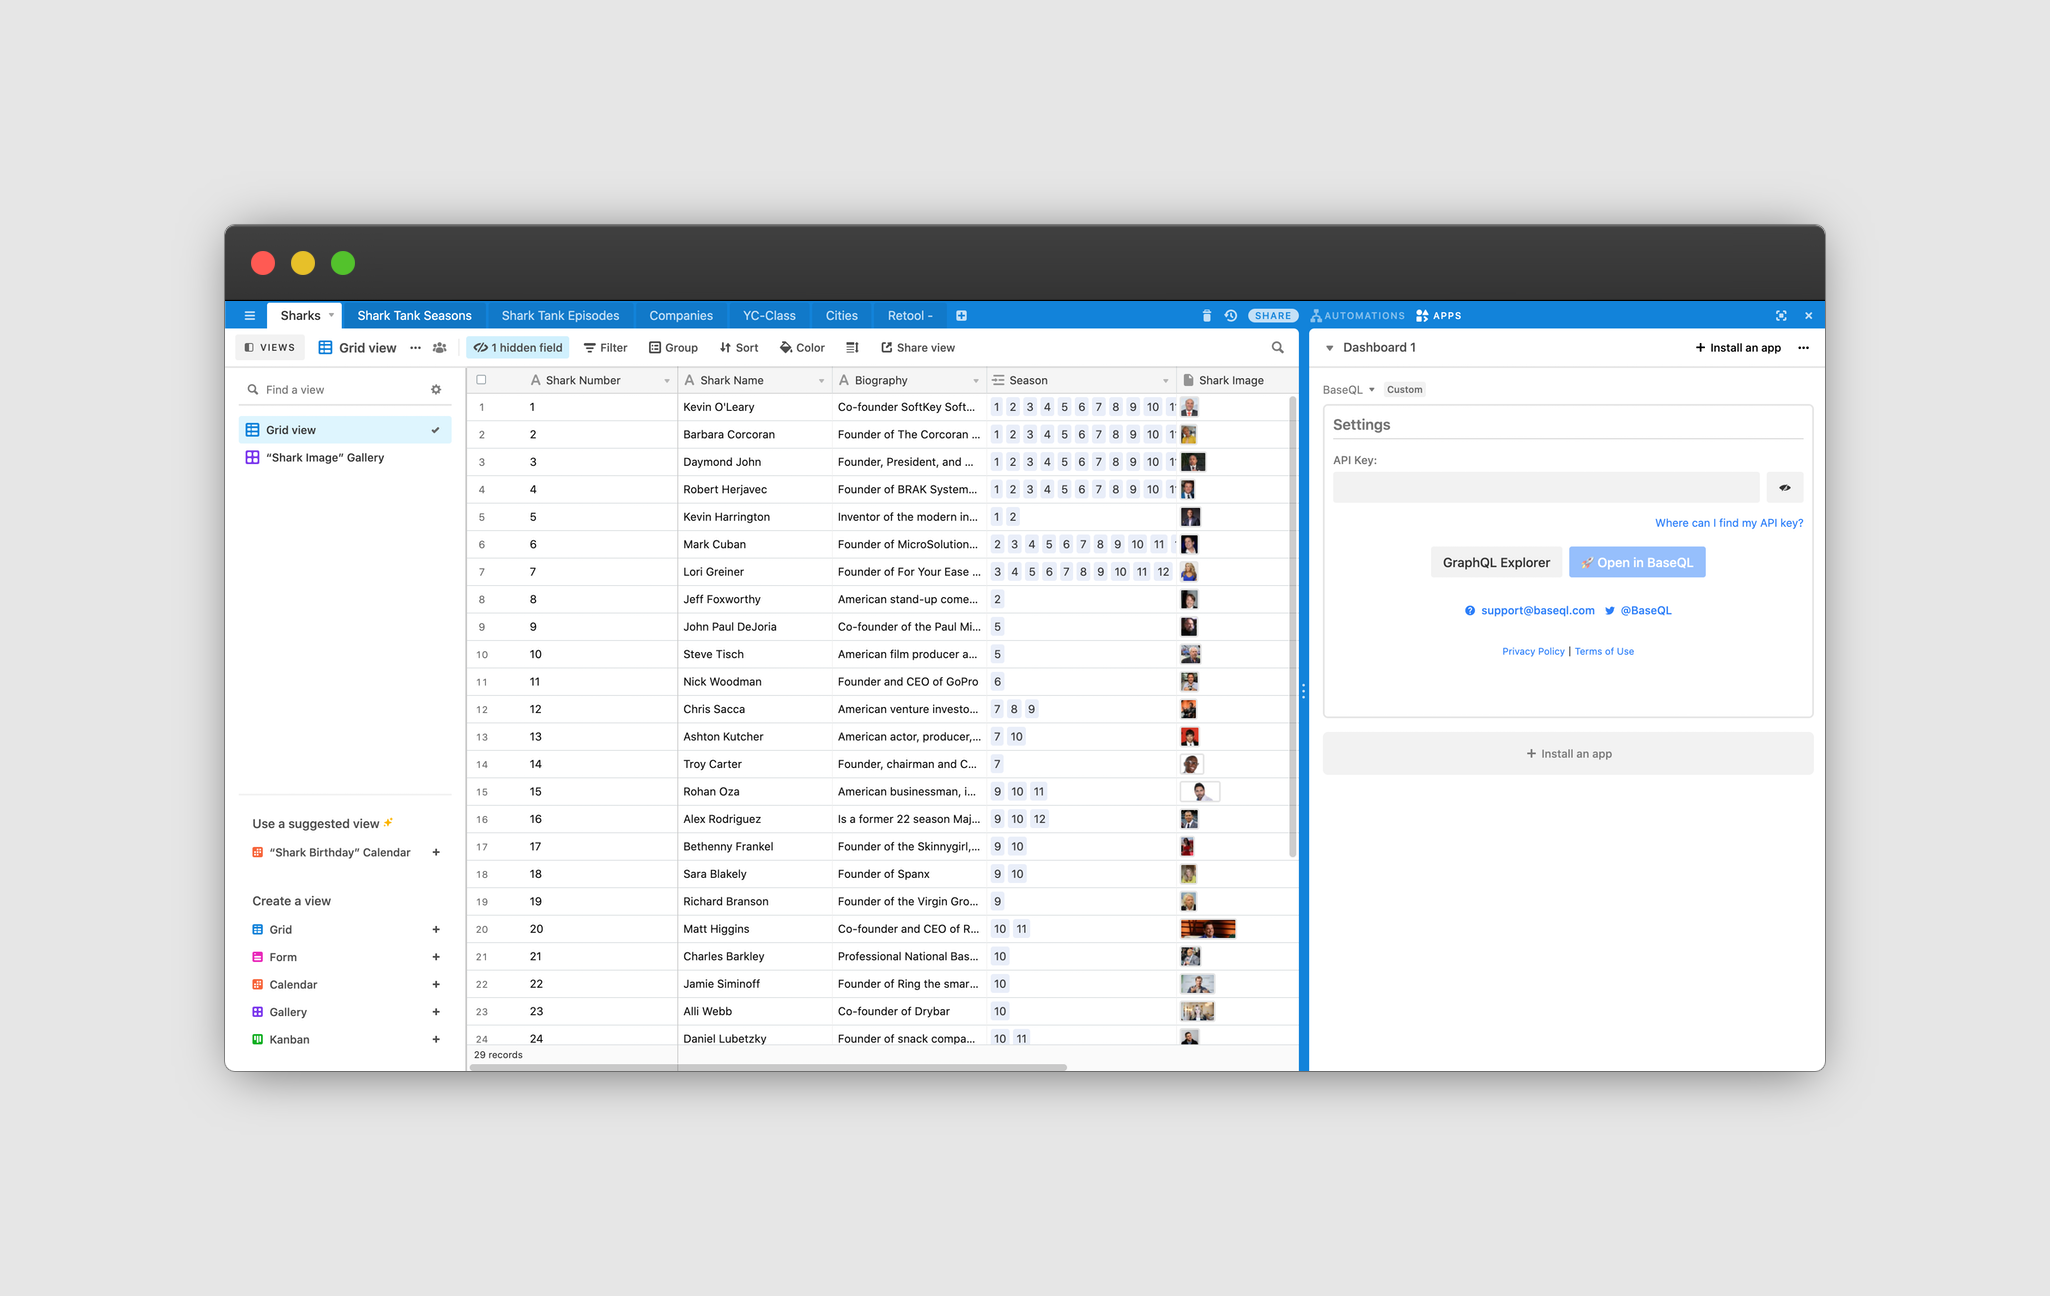 Sharks Shark Tank Seasons Shark Tank Episodes Companies YC-Class Cities Retool - SHARE AUTOMATIONS APPS
VIEWS Grid view ... 1 hidden field Filter Group Sort Color Share view
Dashboard 1 + Install an app ...
Find a view
Grid view
“Shark Image” Gallery
Use a suggested view
“Shark Birthday” Calendar +
Create a view
Grid +
Form +
Calendar +
Gallery +
Kanban +
A Shark Number A Shark Name A Biography Season Shark Image
1 1 Kevin O'Leary Co-founder SoftKey Soft... 1 2 3 4 5 6 7 8 9 10
2 2 Barbara Corcoran Founder of The Corcoran ... 1 2 3 4 5 6 7 8 9 10
3 3 Daymond John Founder, President, and ... 1 2 3 4 5 6 7 8 9 10
4 4 Robert Herjavec Founder of BRAK System... 1 2 3 4 5 6 7 8 9 10
5 5 Kevin Harrington Inventor of the modern in... 1 2
6 6 Mark Cuban Founder of MicroSolution... 2 3 4 5 6 7 8 9 10 11
7 7 Lori Greiner Founder of For Your Ease ... 3 4 5 6 7 8 9 10 11 12
8 8 Jeff Foxworthy American stand-up come... 2
9 9 John Paul DeJoria Co-founder of the Paul Mi... 5
10 10 Steve Tisch American film producer a... 5
11 11 Nick Woodman Founder and CEO of GoPro 6
12 12 Chris Sacca American venture investo... 7 8 9
13 13 Ashton Kutcher American actor, producer,... 7 10
14 14 Troy Carter Founder, chairman and C... 7
15 15 Rohan Oza American businessman, i... 9 10 11
16 16 Alex Rodriguez Is a former 22 season Maj... 9 10 12
17 17 Bethenny Frankel Founder of the Skinnygirl,... 9 10
18 18 Sara Blakely Founder of Spanx 9 10
19 19 Richard Branson Founder of the Virgin Gro... 9
20 20 Matt Higgins Co-founder and CEO of R... 10 11
21 21 Charles Barkley Professional National Bas... 10
22 22 Jamie Siminoff Founder of Ring the smar... 10
23 23 Alli Webb Co-founder of Drybar 10
24 24 Daniel Lubetzky Founder of snack compa... 10 11
29 records
BaseQL Custom
Settings
API Key:
Where can I find my API key?
GraphQL Explorer Open in BaseQL
support@baseql.com @BaseQL
Privacy Policy | Terms of Use
+ Install an app